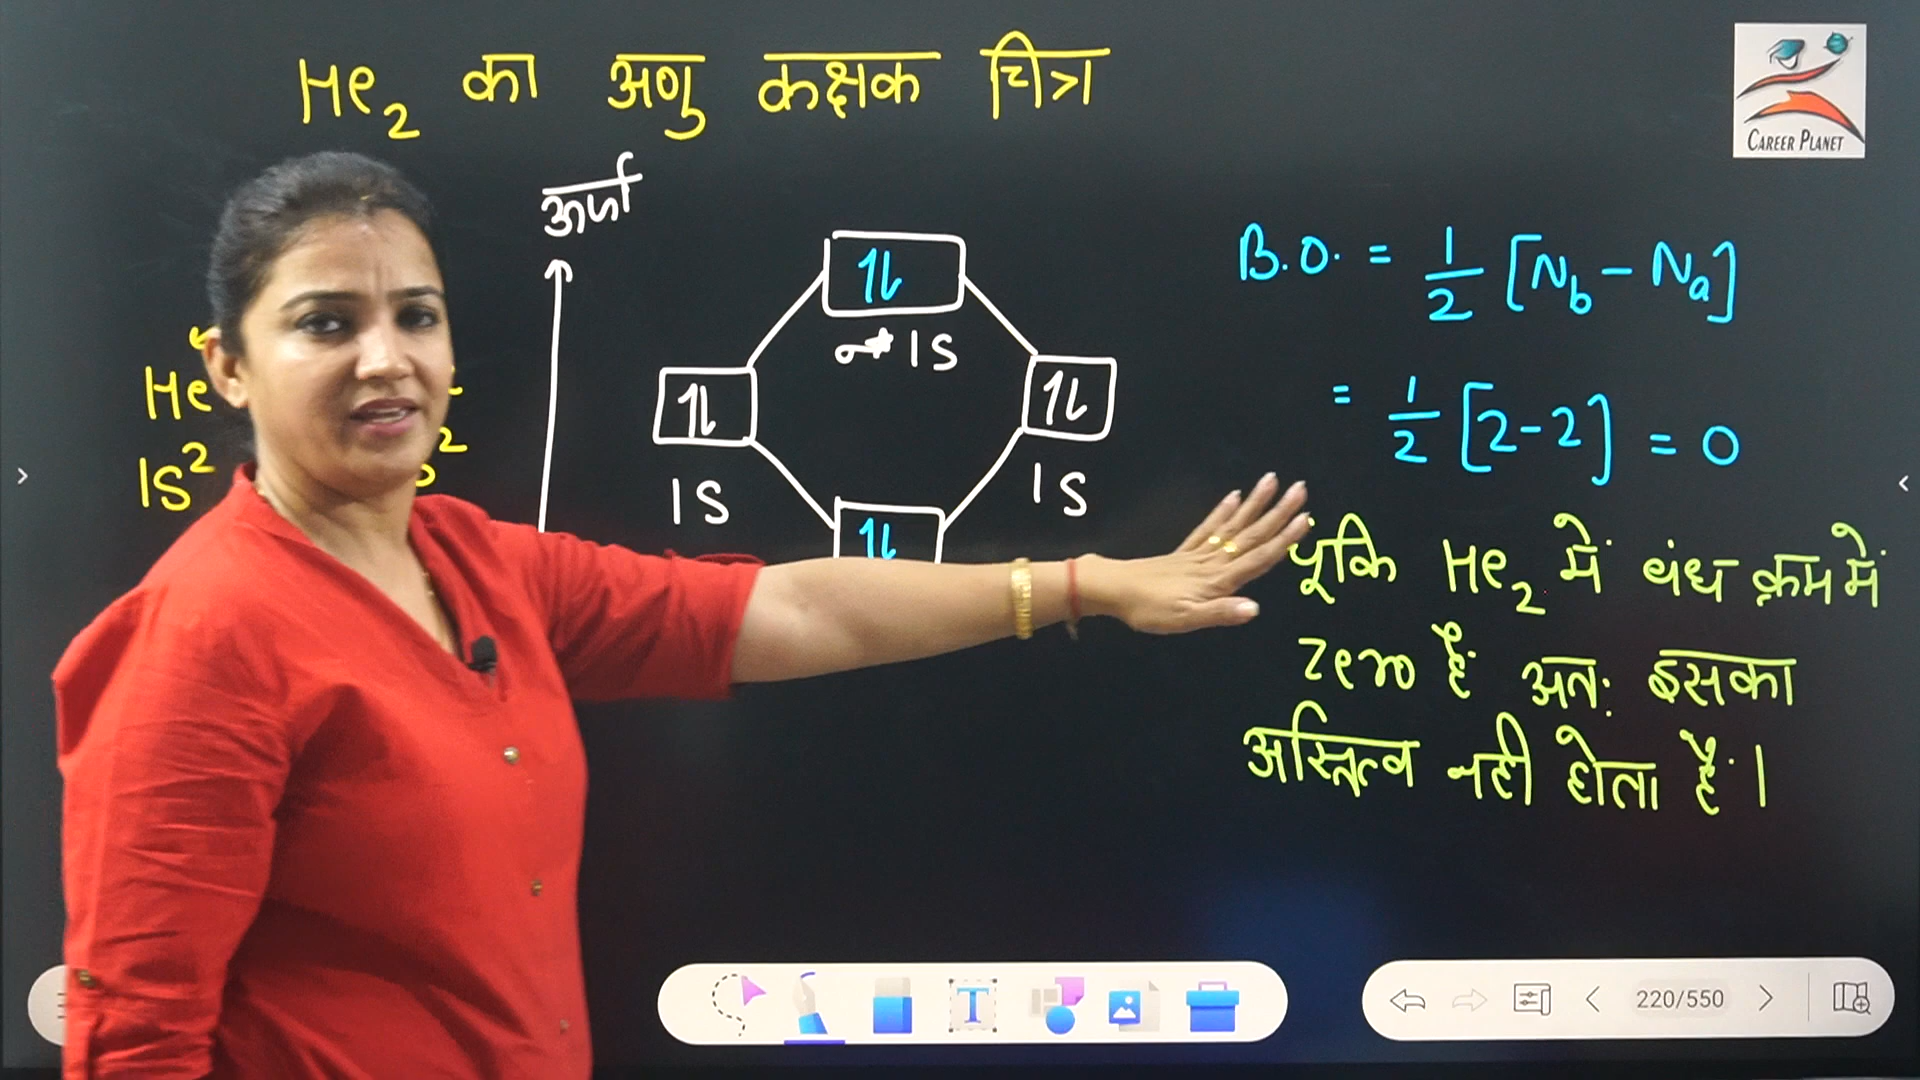 He₂ का अणु कक्षक चित्र
CAREER PLANET
ऊर्जा
He
1S²
1L
σ* 1S
1L
1L
1S
1S
1L
B.O. = 1/2 [Nb - Na]
= 1/2 [2-2] = 0
चूंकि He₂ में बंध क्रम में
Zero है अतः इसका
अस्तित्व नही होता है।
T
220/550